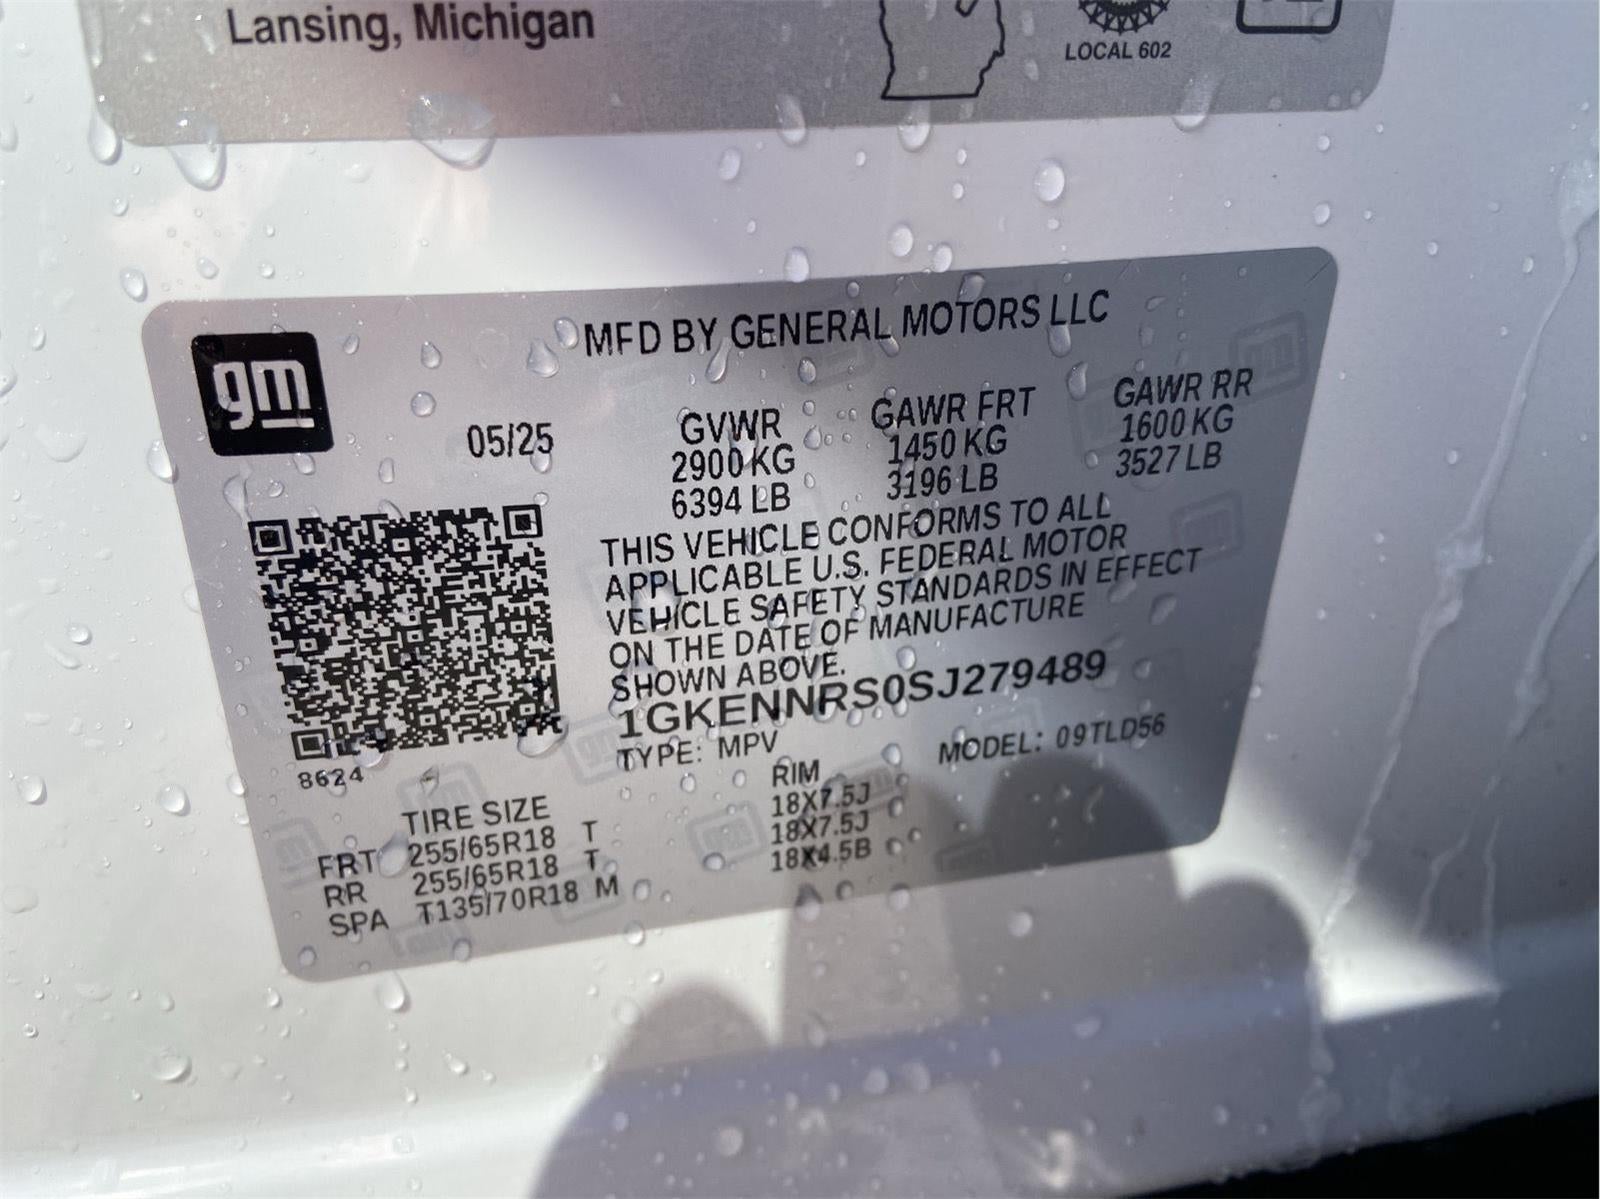 Lansing, Michigan
LOCAL 602
gm
MFD BY GENERAL MOTORS LLC
05/25
GVWR GAWR FRT GAWR RR
2900 KG 1450 KG 1600 KG
6394 LB 3196 LB 3527 LB
THIS VEHICLE CONFORMS TO ALL
APPLICABLE U.S. FEDERAL MOTOR
VEHICLE SAFETY STANDARDS IN EFFECT
ON THE DATE OF MANUFACTURE
SHOWN ABOVE.
1GKENNRS0SJ279489
TYPE: MPV MODEL: 09TLD56
8624
TIRE SIZE RIM
FRT 255/65R18 T 18X7.5J
RR 255/65R18 T 18X7.5J
SPA T135/70R18 M 18X4.5B